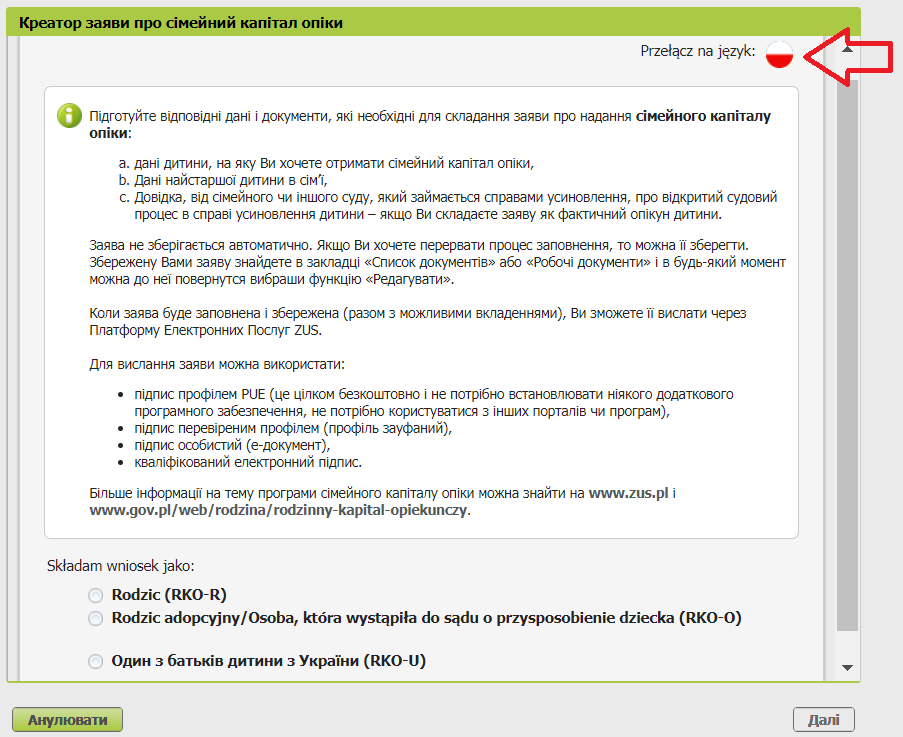 Креатор заяви про сімейний капітал опіки
Przełącz na język:
Підготуйте відповідні дані і документи, які необхідні для складання заяви про надання сімейного капіталу
опіки:
a. дані дитини, на яку Ви хочете отримати сімейний капітал опіки,
b. Дані найстаршої дитини в сім’ї,
c. Довідка, від сімейного чи іншого суду, який займається справами усиновлення, про відкритий судовий
процес в справі усиновлення дитини – якщо Ви складаєте заяву як фактичний опікун дитини.
Заява не зберігається автоматично. Якщо Ви хочете перервати процес заповнення, то можна її зберегти.
Збережену Вами заяву знайдете в закладці «Список документів» або «Робочі документи» і в будь-який момент
можна до неї повернутся вибраши функцію «Редагувати».
Коли заява буде заповнена і збережена (разом з можливими вкладеннями), Ви зможете її вислати через
Платформу Електронних Послуг ZUS.
Для вислання заяви можна використати:
• підпис профілем PUE (це цілком безкоштовно і не потрібно встановлювати ніякого додаткового
програмного забезпечення, не потрібно користуватися з інших порталів чи програм),
• підпис перевіреним профілем (профіль зауфаний),
• підпис особистий (е-документ),
• кваліфікований електронний підпис.
Більше інформації на тему програми сімейного капіталу опіки можна знайти на www.zus.pl і
www.gov.pl/web/rodzina/rodzinny-kapital-opiekunczy.
Składam wniosek jako:
Rodzic (RKO-R)
Rodzic adopcyjny/Osoba, która wystąpiła do sądu o przysposobienie dziecka (RKO-O)
Один з батьків дитини з України (RKO-U)
Анулювати
Далі